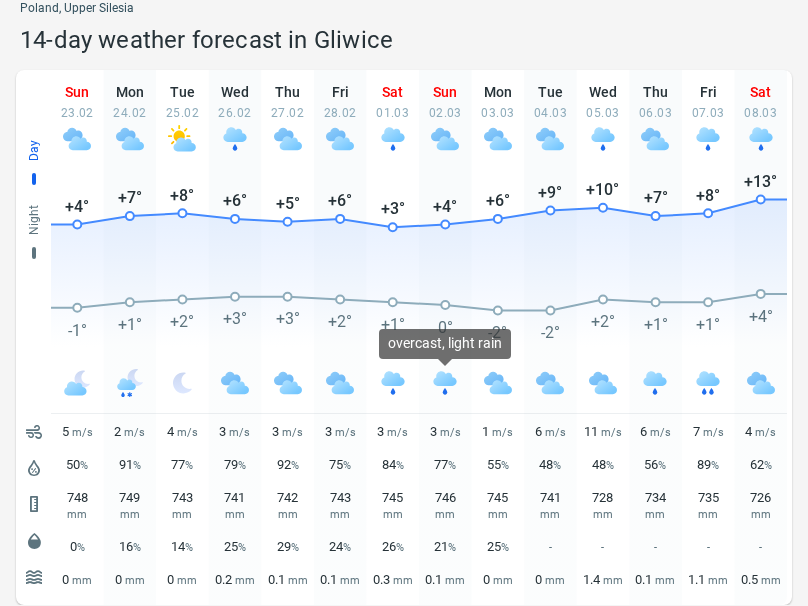 Poland, Upper Silesia
14-day weather forecast in Gliwice
Sun Mon Tue Wed Thu Fri Sat Sun Mon Tue Wed Thu Fri Sat
23.02 24.02 25.02 26.02 27.02 28.02 01.03 02.03 03.03 04.03 05.03 06.03 07.03 08.03
Day
+4° +7° +8° +6° +5° +6° +3° +4° +6° +9° +10° +7° +8° +13°
Night
-1° +1° +2° +3° +3° +2° +1° 0° -2° -2° +2° +1° +1° +4°
overcast, light rain
5 m/s 2 m/s 4 m/s 3 m/s 3 m/s 3 m/s 3 m/s 3 m/s 1 m/s 6 m/s 11 m/s 6 m/s 7 m/s 4 m/s
50% 91% 77% 79% 92% 75% 84% 77% 55% 48% 48% 56% 89% 62%
748 749 743 741 742 743 745 746 745 741 728 734 735 726
mm mm mm mm mm mm mm mm mm mm mm mm mm mm
0% 16% 14% 25% 29% 24% 26% 21% 25% - - - - -
0 mm 0 mm 0 mm 0.2 mm 0.1 mm 0.1 mm 0.3 mm 0.1 mm 0 mm 0 mm 1.4 mm 0.1 mm 1.1 mm 0.5 mm